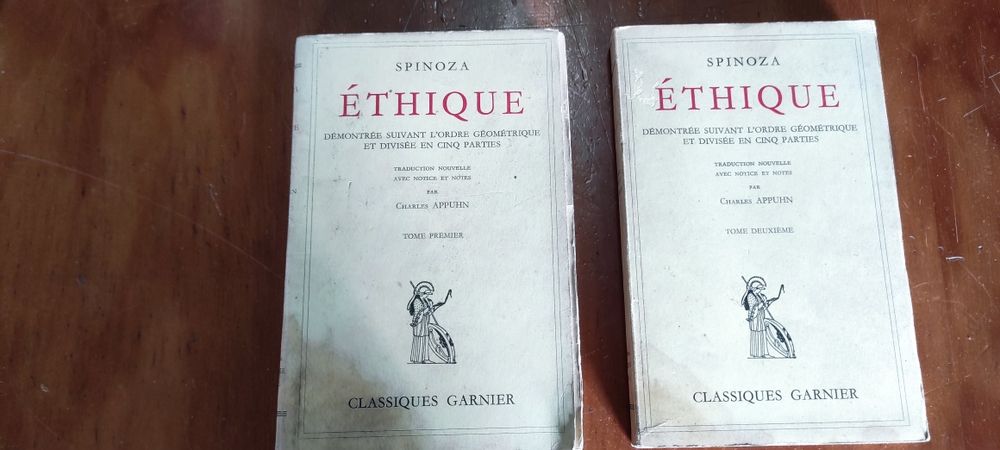 SPINOZA
ÉTHIQUE
DÉMONTRÉE SUIVANT L'ORDRE GÉOMÉTRIQUE
ET DIVISÉE EN CINQ PARTIES
TRADUCTION NOUVELLE
AVEC NOTICE ET NOTES
PAR
CHARLES APPUHN
TOME PREMIER
CLASSIQUES GARNIER
SPINOZA
ÉTHIQUE
DÉMONTRÉE SUIVANT L'ORDRE GÉOMÉTRIQUE
ET DIVISÉE EN CINQ PARTIES
TRADUCTION NOUVELLE
AVEC NOTICE ET NOTES
PAR
CHARLES APPUHN
TOME DEUXIÈME
CLASSIQUES GARNIER